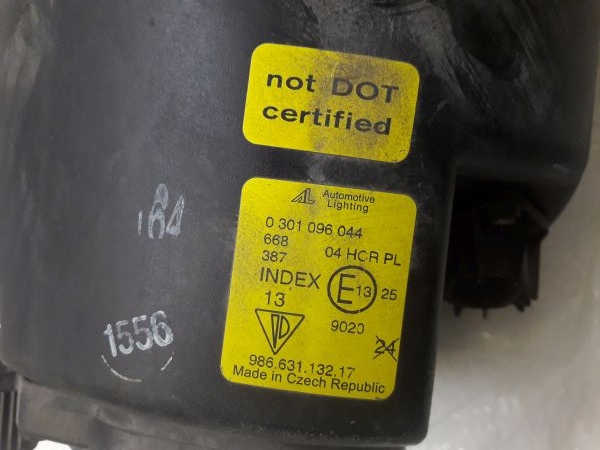 not DOT
certified
AL Automotive
Lighting
0 301 096 044
668
387
04 HCR PL
INDEX
13
E13 25
9020
24
986.631.132.17
Made in Czech Republic
1556